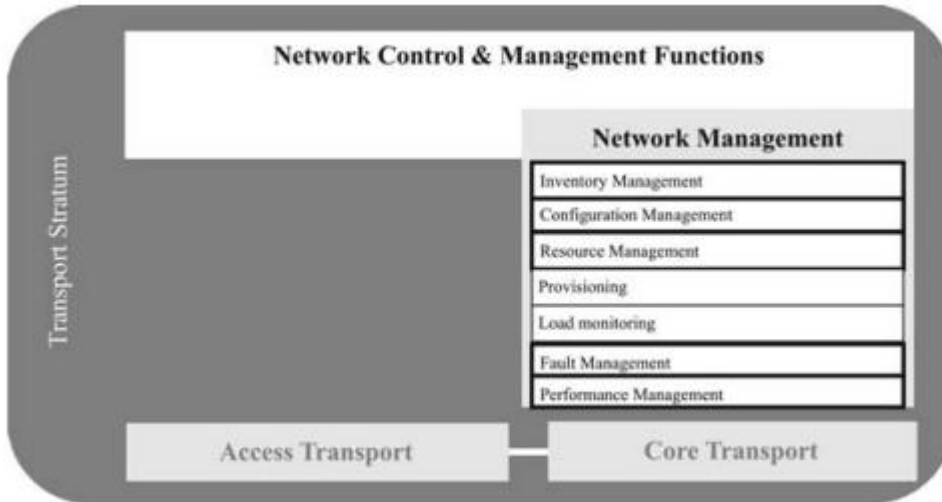 Network Control & Management Functions
Network Management
Inventory Management
Configuration Management
Resource Management
Provisioning
Load monitoring
Fault Management
Performance Management
Transport Stratum
Access Transport
Core Transport